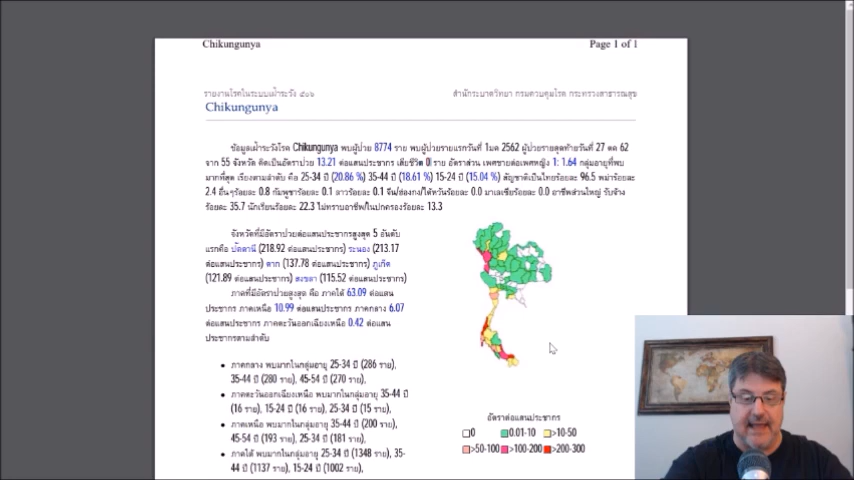 Chikungunya Page 1 of 1
รายงานโรคในระบบเฝ้าระวัง ๕๐๖ สำนักระบาดวิทยา กรมควบคุมโรค กระทรวงสาธารณสุข
Chikungunya
ข้อมูลเฝ้าระวังโรค Chikungunya พบผู้ป่วย 8774 ราย พบผู้ป่วยรายแรกวันที่ 1มค 2562 ผู้ป่วยรายสุดท้ายวันที่ 27 ตค 62
จาก 55 จังหวัด คิดเป็นอัตราป่วย 13.21 ต่อแสนประชากร เสียชีวิต 0 ราย อัตราส่วน เพศชายต่อเพศหญิง 1: 1.64 กลุ่มอายุที่พบ
มากที่สุด เรียงตามลำดับ คือ 25-34 ปี (20.86 %) 35-44 ปี (18.61 %) 15-24 ปี (15.04 %) สัญชาติเป็นไทยร้อยละ 96.5 พม่าร้อยละ
2.4 อื่นๆร้อยละ 0.8 กัมพูชาร้อยละ 0.1 ลาวร้อยละ 0.1 จีน/ฮ่องกง/ไต้หวันร้อยละ 0.0 มาเลเซียร้อยละ 0.0 อาชีพส่วนใหญ่ รับจ้าง
ร้อยละ 35.7 นักเรียนร้อยละ 22.3 ไม่ทราบอาชีพ/ในปกครองร้อยละ 13.3
จังหวัดที่มีอัตราป่วยต่อแสนประชากรสูงสุด 5 อันดับ
แรกคือ ปัตตานี (218.92 ต่อแสนประชากร) ระนอง (213.17
ต่อแสนประชากร) ตาก (137.78 ต่อแสนประชากร) ภูเก็ต
(121.89 ต่อแสนประชากร) สงขลา (115.52 ต่อแสนประชากร)
ภาคที่มีอัตราป่วยสูงสุด คือ ภาคใต้ 63.09 ต่อแสน
ประชากร ภาคเหนือ 10.99 ต่อแสนประชากร ภาคกลาง 6.07
ต่อแสนประชากร ภาคตะวันออกเฉียงเหนือ 0.42 ต่อแสน
ประชากรตามลำดับ
• ภาคกลาง พบมากในกลุ่มอายุ 25-34 ปี (286 ราย),
35-44 ปี (280 ราย), 45-54 ปี (270 ราย),
• ภาคตะวันออกเฉียงเหนือ พบมากในกลุ่มอายุ 35-44 ปี
(16 ราย), 15-24 ปี (16 ราย), 25-34 ปี (15 ราย),
• ภาคเหนือ พบมากในกลุ่มอายุ 35-44 ปี (200 ราย),
45-54 ปี (193 ราย), 25-34 ปี (181 ราย),
• ภาคใต้ พบมากในกลุ่มอายุ 25-34 ปี (1348 ราย), 35-
44 ปี (1137 ราย), 15-24 ปี (1002 ราย),
อัตราต่อแสนประชากร
0 0.01-10 >10-50
>50-100 >100-200 >200-300